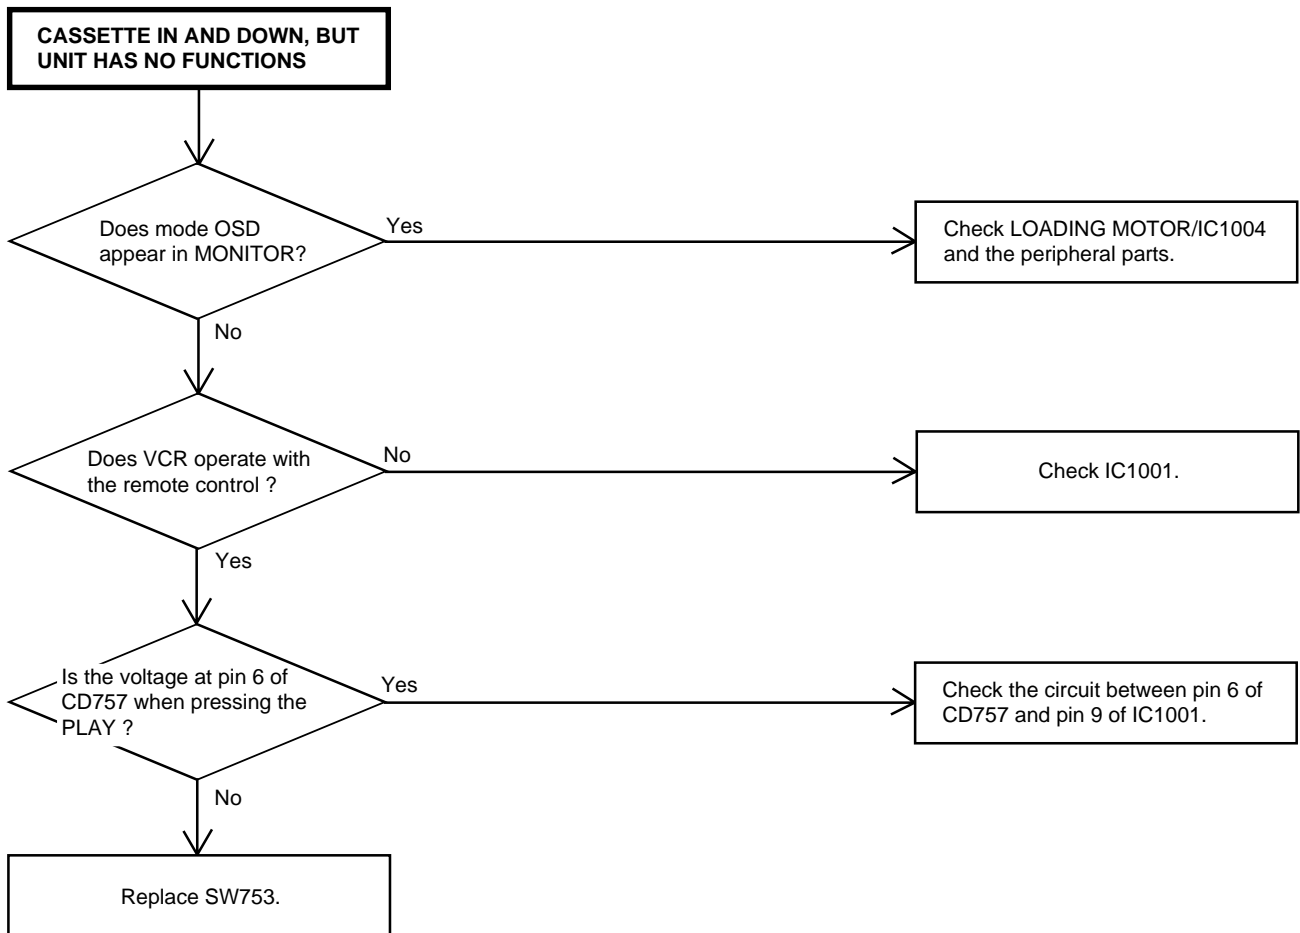 CASSETTE IN AND DOWN, BUT
UNIT HAS NO FUNCTIONS
Does mode OSD
appear in MONITOR?
Yes
Check LOADING MOTOR/IC1004
and the peripheral parts.
No
Does VCR operate with
the remote control ?
No
Check IC1001.
Yes
Is the voltage at pin 6 of
CD757 when pressing the
PLAY ?
Yes
Check the circuit between pin 6 of
CD757 and pin 9 of IC1001.
No
Replace SW753.